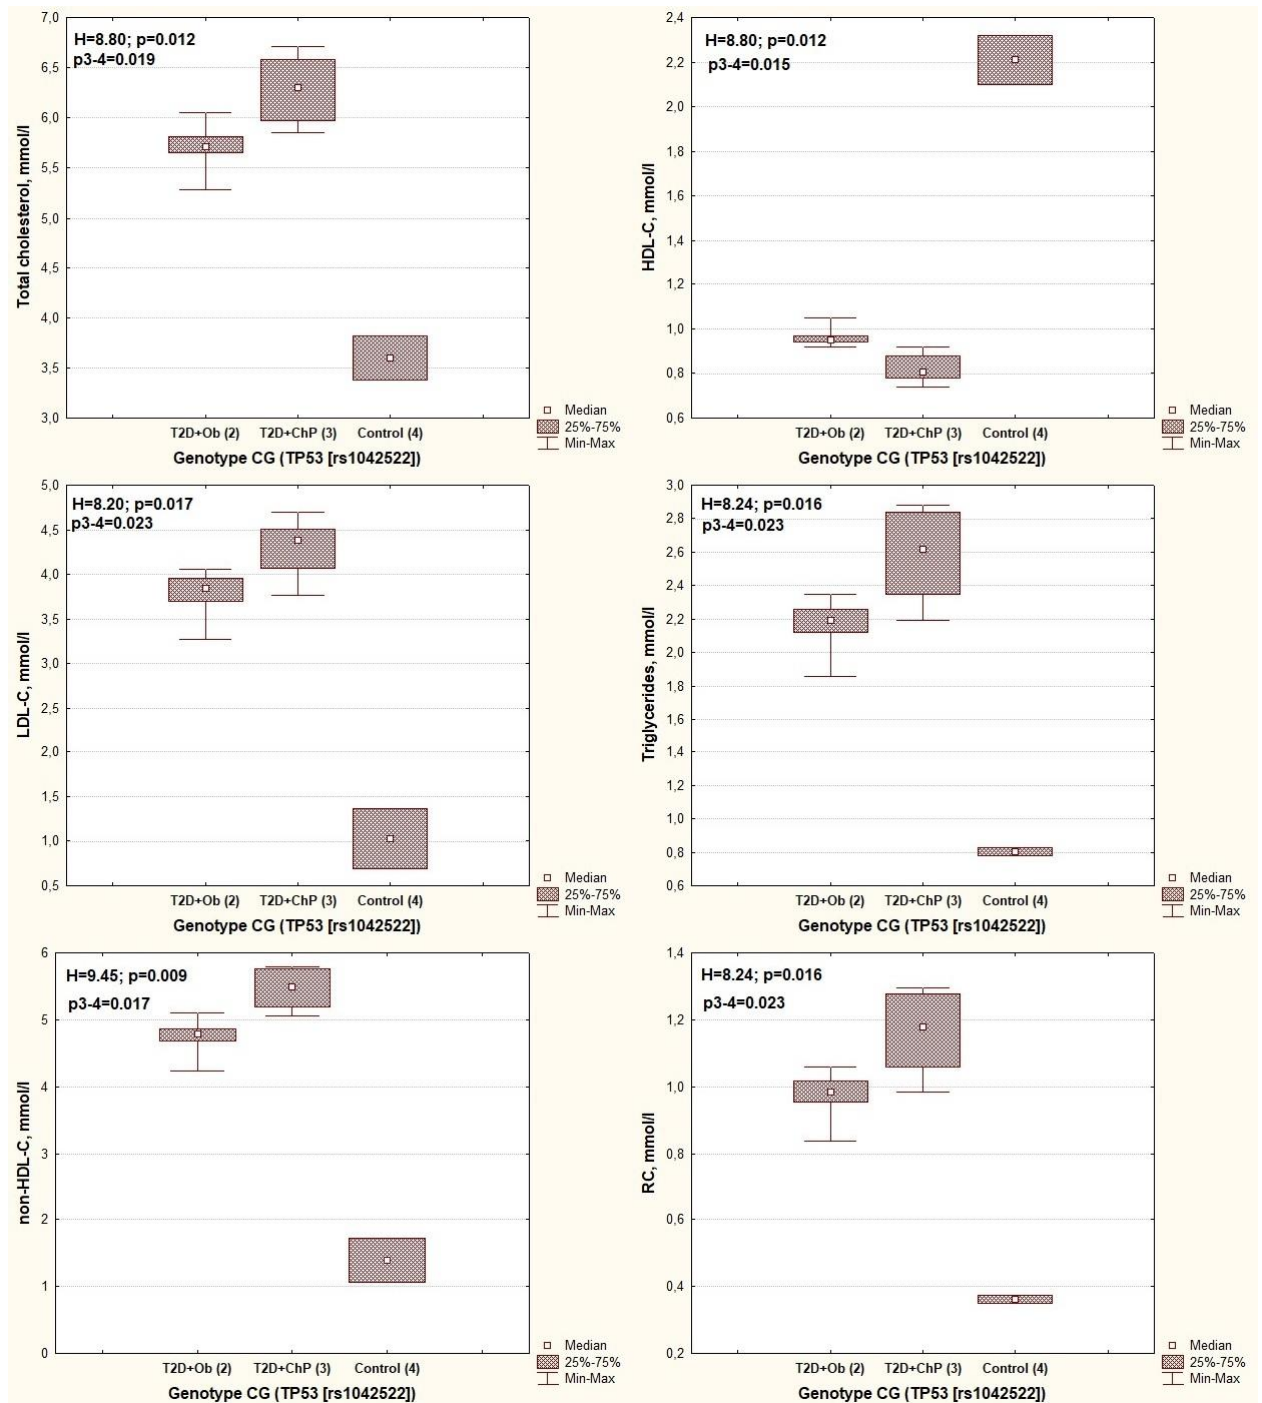 H=8.80; p=0.012
p3-4=0.019
Total cholesterol, mmol/l
7,0
6,5
6,0
5,5
5,0
4,5
4,0
3,5
3,0
T2D+Ob (2) T2D+ChP (3) Control (4)
Genotype CG (TP53 [rs1042522])
Median
25%-75%
Min-Max
H=8.80; p=0.012
p3-4=0.015
HDL-C, mmol/l
2,4
2,2
2,0
1,8
1,6
1,4
1,2
1,0
0,8
0,6
T2D+Ob (2) T2D+ChP (3) Control (4)
Genotype CG (TP53 [rs1042522])
Median
25%-75%
Min-Max
H=8.20; p=0.017
p3-4=0.023
LDL-C, mmol/l
5,0
4,5
4,0
3,5
3,0
2,5
2,0
1,5
1,0
0,5
T2D+Ob (2) T2D+ChP (3) Control (4)
Genotype CG (TP53 [rs1042522])
Median
25%-75%
Min-Max
H=8.24; p=0.016
p3-4=0.023
Triglycerides, mmol/l
3,0
2,8
2,6
2,4
2,2
2,0
1,8
1,6
1,4
1,2
1,0
0,8
0,6
T2D+Ob (2) T2D+ChP (3) Control (4)
Genotype CG (TP53 [rs1042522])
Median
25%-75%
Min-Max
H=9.45; p=0.009
p3-4=0.017
non-HDL-C, mmol/l
6
5
4
3
2
1
0
T2D+Ob (2) T2D+ChP (3) Control (4)
Genotype CG (TP53 [rs1042522])
Median
25%-75%
Min-Max
H=8.24; p=0.016
p3-4=0.023
RC, mmol/l
1,4
1,2
1,0
0,8
0,6
0,4
0,2
T2D+Ob (2) T2D+ChP (3) Control (4)
Genotype CG (TP53 [rs1042522])
Median
25%-75%
Min-Max